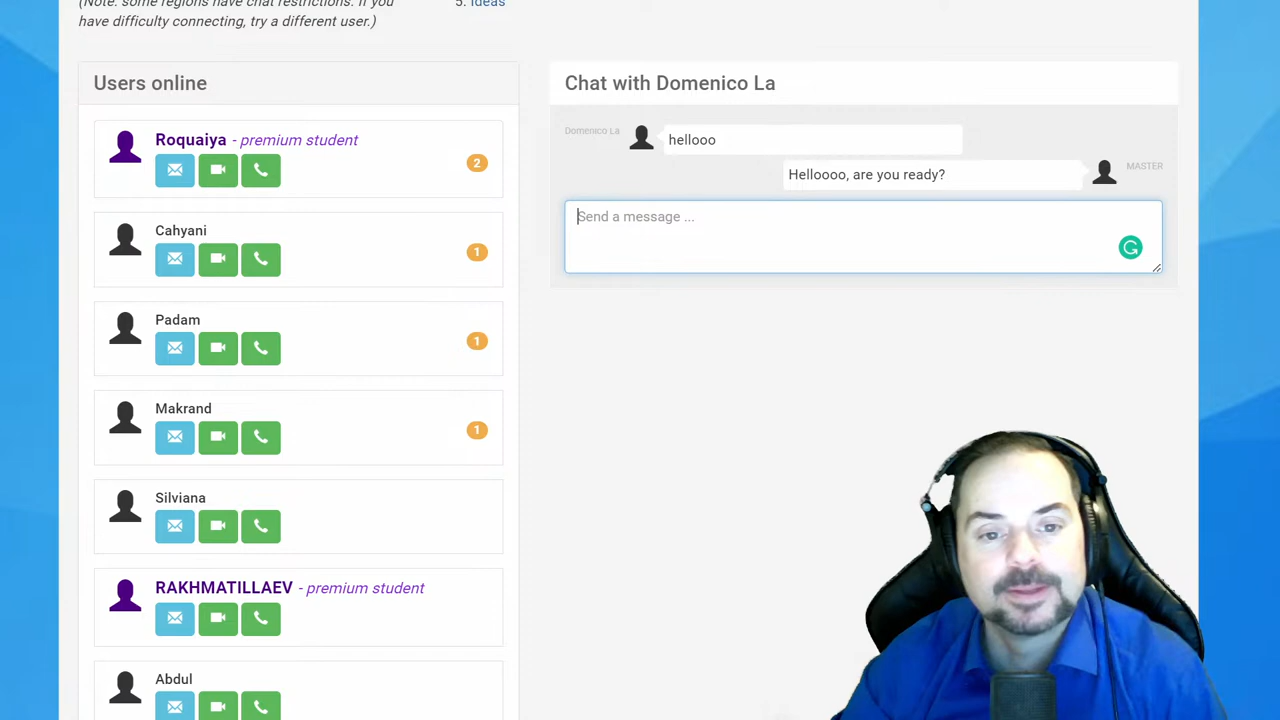 (Note: some regions have chat restrictions. If you
have difficulty connecting, try a different user.)
5. Ideas
Users online
Roquaiya - premium student
2
Cahyani
1
Padam
1
Makrand
1
Silviana
RAKHMATILLAEV - premium student
Abdul
Chat with Domenico La
Domenico La
hellooo
Helloooo, are you ready?
MASTER
Send a message ...